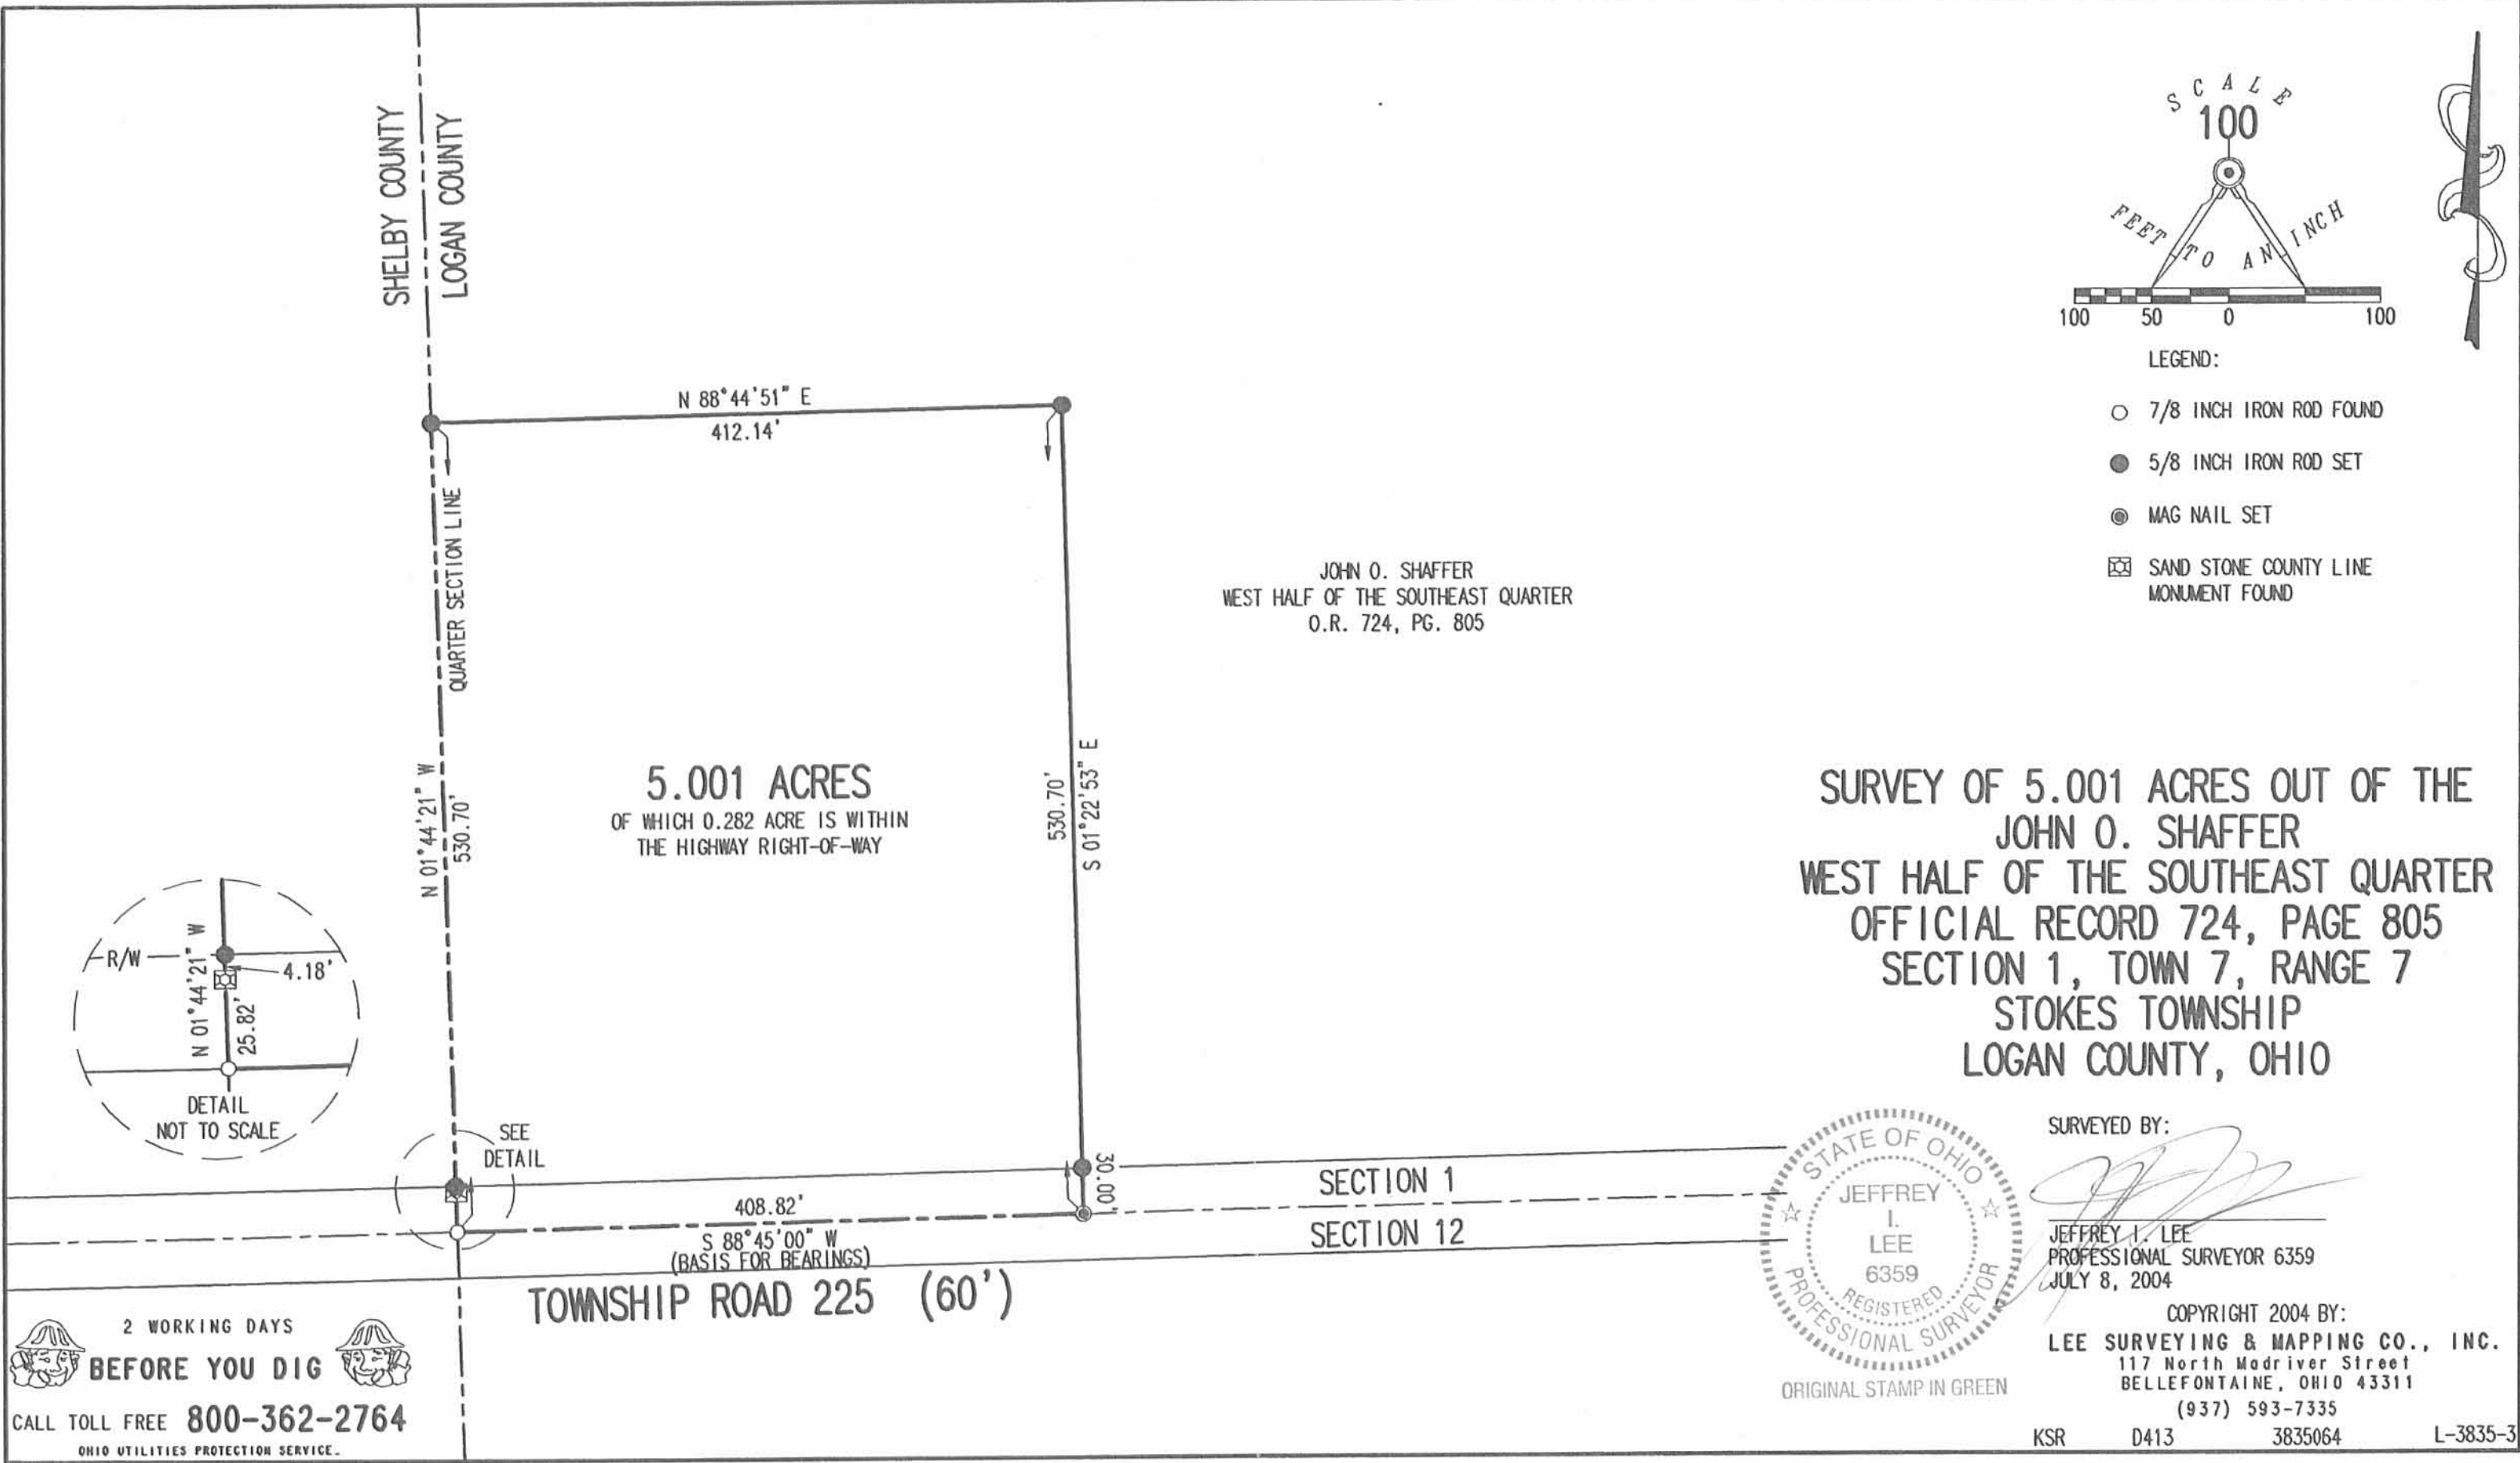 SHELBY COUNTY
LOGAN COUNTY
N 88°44'51" E
412.14'
QUARTER SECTION LINE
N 01°44'21" W
530.70'
5.001 ACRES
OF WHICH 0.282 ACRE IS WITHIN
THE HIGHWAY RIGHT-OF-WAY
530.70'
S 01°22'53" E
JOHN O. SHAFFER
WEST HALF OF THE SOUTHEAST QUARTER
O.R. 724, PG. 805
R/W
N 01°44'21" W
4.18'
25.82'
DETAIL
NOT TO SCALE
SEE
DETAIL
30.00'
408.82'
S 88°45'00" W
(BASIS FOR BEARINGS)
SECTION 1
SECTION 12
TOWNSHIP ROAD 225 (60')
2 WORKING DAYS
BEFORE YOU DIG
CALL TOLL FREE 800-362-2764
OHIO UTILITIES PROTECTION SERVICE.
SCALE
100
FEET TO AN INCH
100 50 0 100
LEGEND:
7/8 INCH IRON ROD FOUND
5/8 INCH IRON ROD SET
MAG NAIL SET
SAND STONE COUNTY LINE
MONUMENT FOUND
SURVEY OF 5.001 ACRES OUT OF THE
JOHN O. SHAFFER
WEST HALF OF THE SOUTHEAST QUARTER
OFFICIAL RECORD 724, PAGE 805
SECTION 1, TOWN 7, RANGE 7
STOKES TOWNSHIP
LOGAN COUNTY, OHIO
STATE OF OHIO
JEFFREY
I.
LEE
6359
REGISTERED
PROFESSIONAL SURVEYOR
ORIGINAL STAMP IN GREEN
SURVEYED BY:
JEFFREY I. LEE
PROFESSIONAL SURVEYOR 6359
JULY 8, 2004
COPYRIGHT 2004 BY:
LEE SURVEYING & MAPPING CO., INC.
117 North Madriver Street
BELLEFONTAINE, OHIO 43311
(937) 593-7335
KSR D413 3835064 L-3835-3